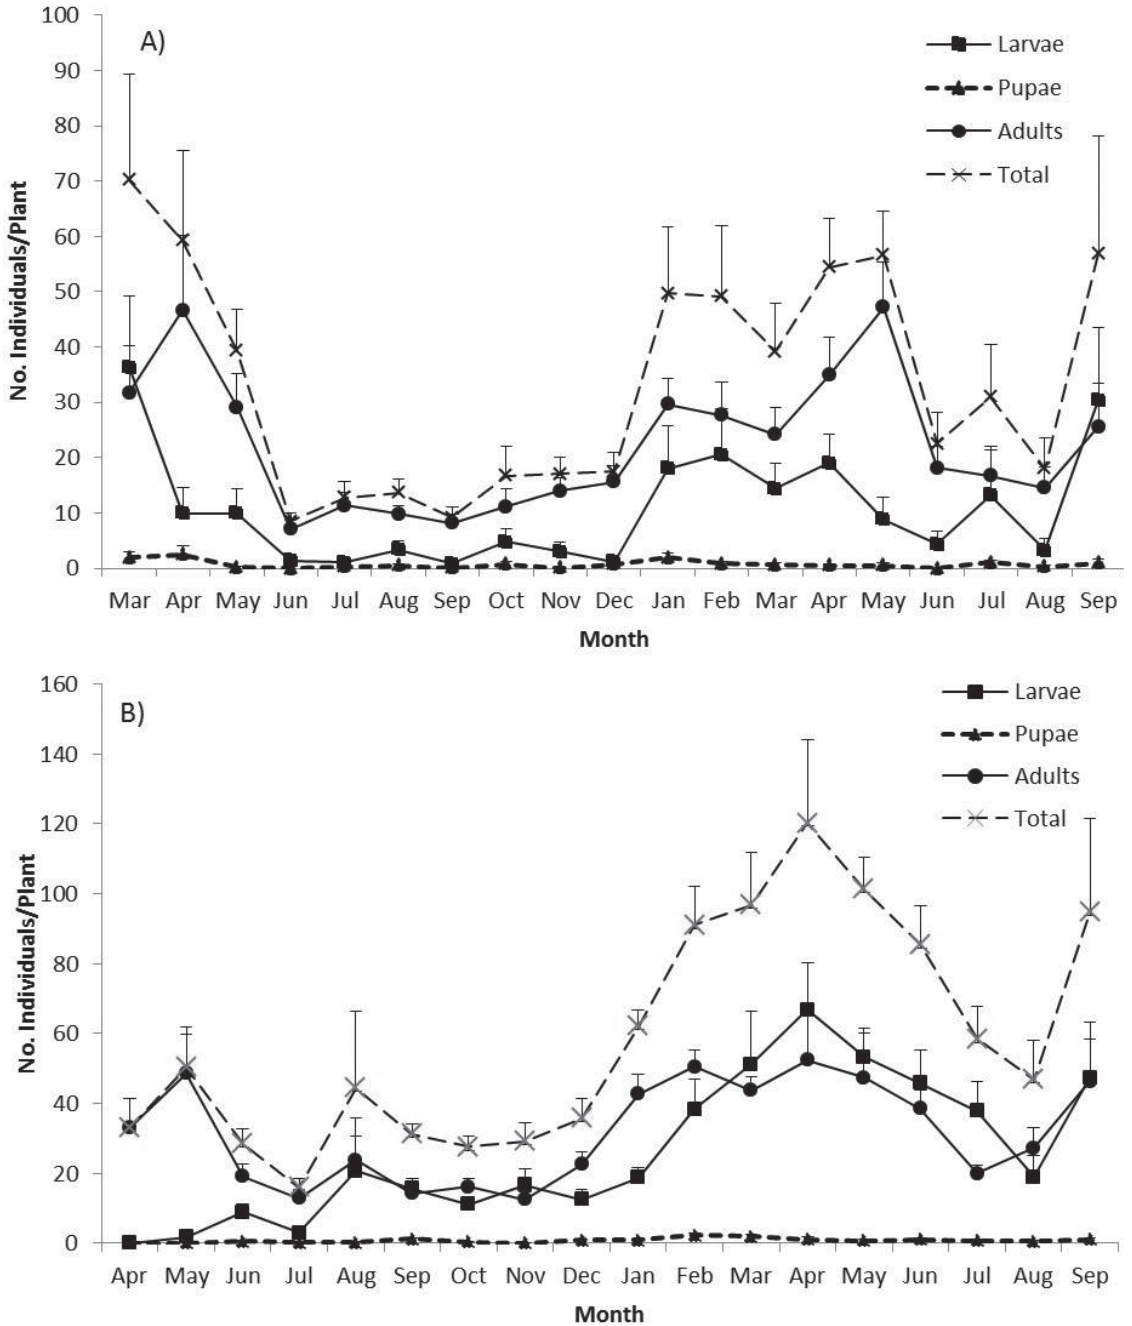 A)
Larvae
Pupae
Adults
Total
No. Individuals/Plant
100
90
80
70
60
50
40
30
20
10
0
Mar Apr May Jun Jul Aug Sep Oct Nov Dec Jan Feb Mar Apr May Jun Jul Aug Sep
Month
B)
Larvae
Pupae
Adults
Total
No. Individuals/Plant
160
140
120
100
80
60
40
20
0
Apr May Jun Jul Aug Sep Oct Nov Dec Jan Feb Mar Apr May Jun Jul Aug Sep
Month